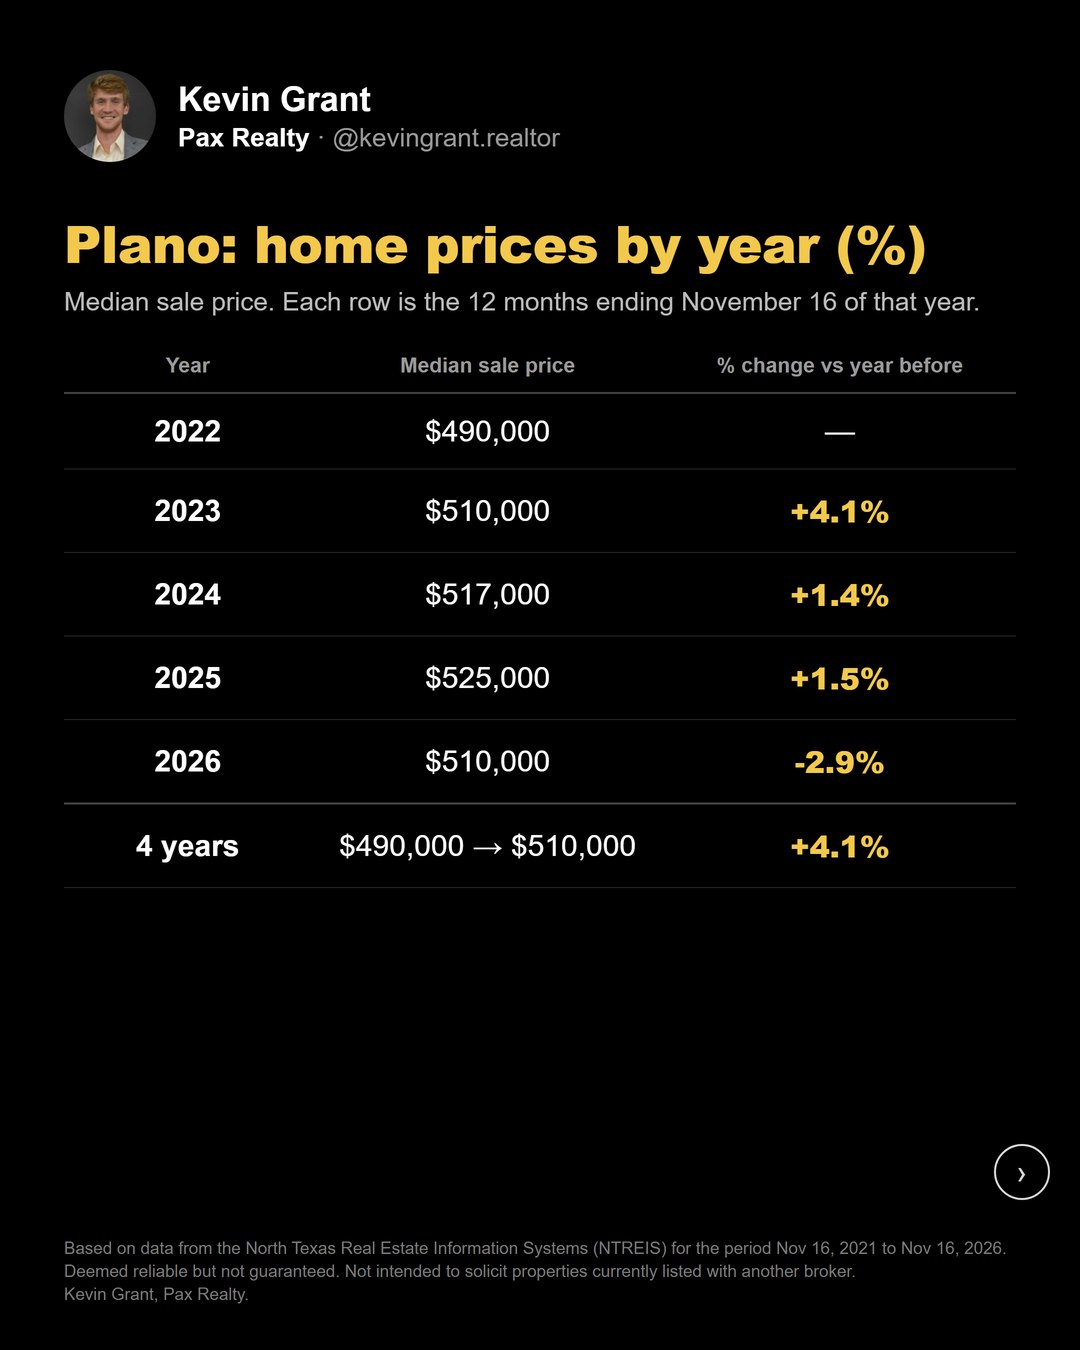 Kevin Grant
Pax Realty · @kevingrant.realtor
Plano: home prices by year (%)
Median sale price. Each row is the 12 months ending November 16 of that year.
Year Median sale price % change vs year before
2022 $490,000 —
2023 $510,000 +4.1%
2024 $517,000 +1.4%
2025 $525,000 +1.5%
2026 $510,000 -2.9%
4 years $490,000 → $510,000 +4.1%
›
Based on data from the North Texas Real Estate Information Systems (NTREIS) for the period Nov 16, 2021 to Nov 16, 2026.
Deemed reliable but not guaranteed. Not intended to solicit properties currently listed with another broker.
Kevin Grant, Pax Realty.